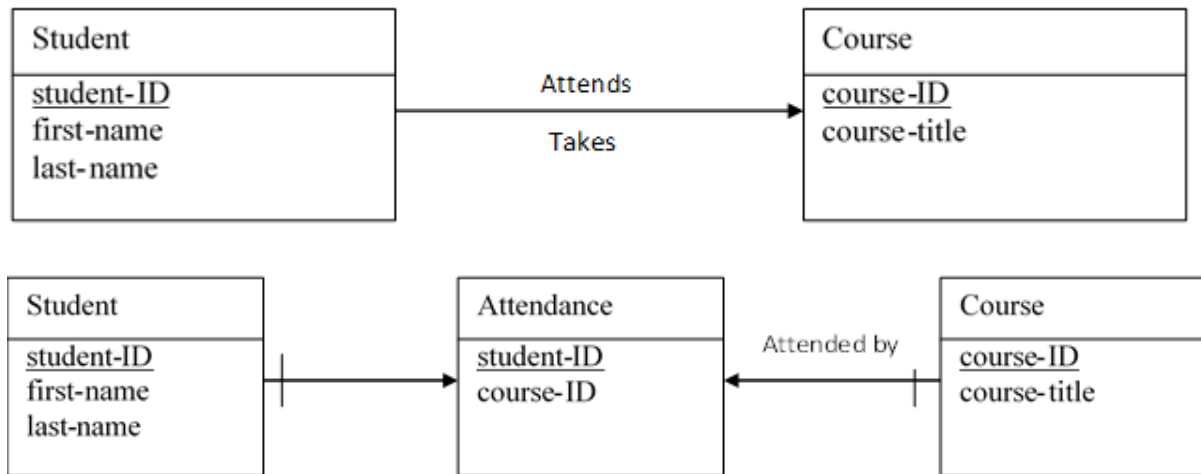 Student
student-ID
first-name
last-name
Attends
Takes
Course
course-ID
course-title
Student
student-ID
first-name
last-name
Attendance
student-ID
course-ID
Attended by
Course
course-ID
course-title